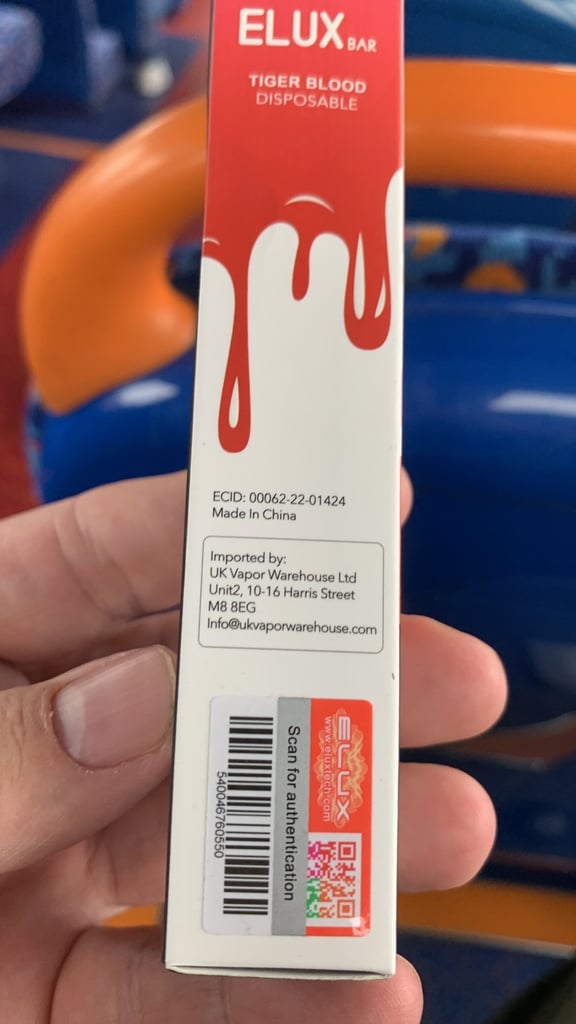 ELUX BAR
TIGER BLOOD
DISPOSABLE
ECID: 00062-22-01424
Made In China
Imported by:
UK Vapor Warehouse Ltd
Unit2, 10-16 Harris Street
M8 8EG
Info@ukvaporwarehouse.com
ELUX
www.eluxtech.com
Scan for authentication
540046760550